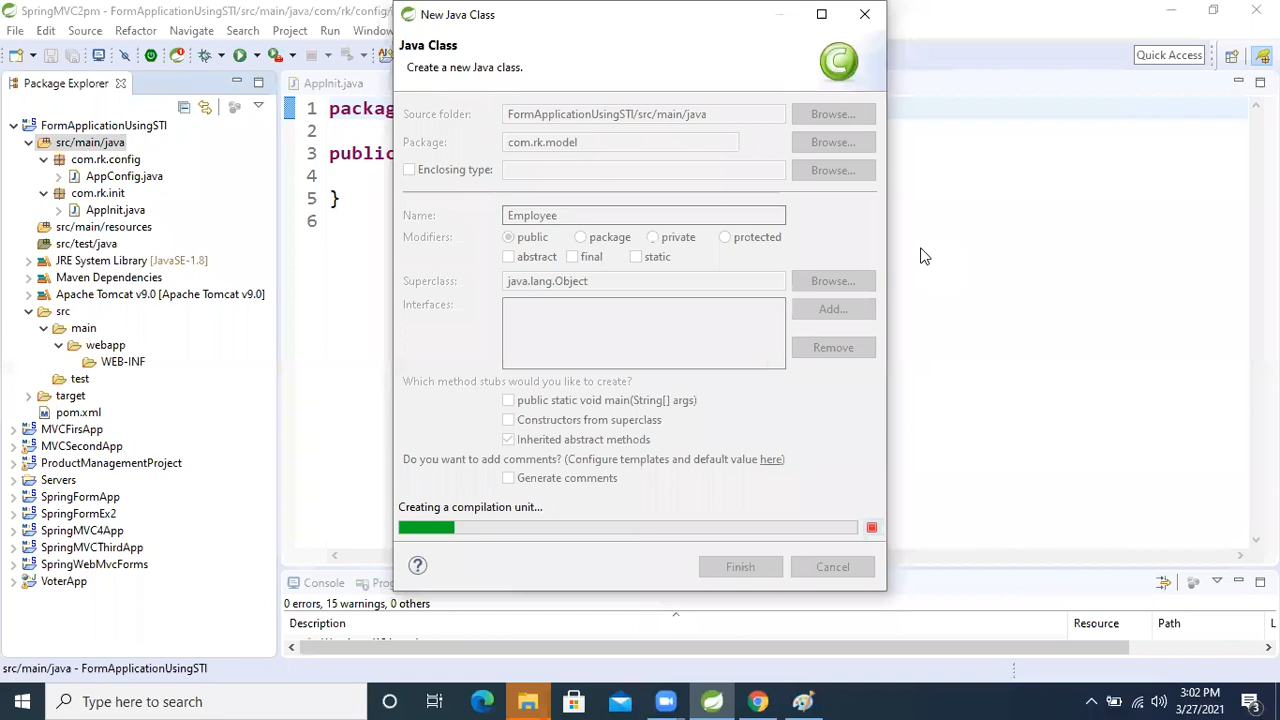 SpringMVC2pm - FormApplicationUsingSTI/src/main/java/com/rk/config/
New Java Class
File Edit Source Refactor Navigate Search Project Run Window
Java Class
Create a new Java class.
Quick Access
Package Explorer
AppInit.java
Source folder: FormApplicationUsingSTI/src/main/java Browse...
Package: com.rk.model Browse...
Enclosing type: Browse...
Name: Employee
Modifiers: public package private protected
abstract final static
Superclass: java.lang.Object Browse...
Interfaces: Add...
Remove
Which method stubs would you like to create?
public static void main(String[] args)
Constructors from superclass
Inherited abstract methods
Do you want to add comments? (Configure templates and default value here)
Generate comments
Creating a compilation unit...
Finish Cancel
FormApplicationUsingSTI
src/main/java
com.rk.config
AppConfig.java
com.rk.init
AppInit.java
src/main/resources
src/test/java
JRE System Library [JavaSE-1.8]
Maven Dependencies
Apache Tomcat v9.0 [Apache Tomcat v9.0]
src
main
webapp
WEB-INF
test
target
pom.xml
MVCFirsApp
MVCSecondApp
ProductManagementProject
Servers
SpringFormApp
SpringFormEx2
SpringMVC4App
SpringMVCThirdApp
SpringWebMvcForms
VoterApp
1 packag
2
3 public
4
5 }
6
Console Pro
0 errors, 15 warnings, 0 others
Description Resource Path L
src/main/java - FormApplicationUsingSTI
Type here to search
3:02 PM
3/27/2021
3